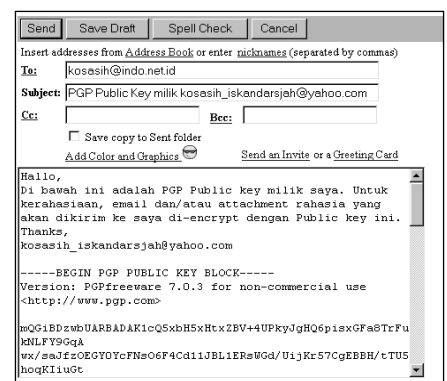 Send Save Draft Spell Check Cancel
Insert addresses from Address Book or enter nicknames (separated by commas)
To: kosasih@indo.net.id
Subject: PGP Public Key milik kosasih_iskandarsjah@yahoo.com
Cc: Bcc:
Save copy to Sent folder
Add Color and Graphics Send an Invite or a Greeting Card
Hallo,
Di bawah ini adalah PGP Public key milik saya. Untuk
kerahasiaan, email dan/atau attachment rahasia yang
akan dikirim ke saya di-encrypt dengan Public key ini.
Thanks,
kosasih_iskandarsjah@yahoo.com
-----BEGIN PGP PUBLIC KEY BLOCK-----
Version: PGPfreeware 7.0.3 for non-commercial use
<http://www.pgp.com>
mQGiBDzwbUARBADAK1cQ5xbH5xHtxZBV+4UPkyJgHQ6pisxGFa8TrFu
kNLFY9GqA
wx/saJfzOEGYOYcFNsO6F4Cd11JBL1ERsWGd/UijKr57CgEBBH/tTU5
hoqKIiuGt